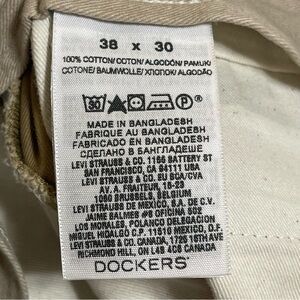 38 x 30
100% COTTON/COTON/ALGODÓN/PAMUK/
COTONE/BAUMWOLLE/ХЛОПОК/ALGODÃO
MADE IN BANGLADESH
FABRIQUE AU BANGLADESH
FABRICADO EN BANGLADESH
СДЕЛАНО В БАНГЛАДЕШЕ
LEVI STRAUSS & CO. 1155 BATTERY ST
SAN FRANCISCO, CA 94111 USA
LEVI STRAUSS & CO. EU SCA/CVA
AV. A. FRAITEUR, 15-23
1050 BRUSSELS, BELGIUM
LEVI STRAUSS DE MEXICO, S.A. DE C.V.
JAIME BALMES #8 OFICINA 502
LOS MORALES, POLANCO DELEGACION
MIGUEL HIDALGO C.P. 11510 MEXICO, D.F.
LEVI STRAUSS & CO. CANADA, 1725 16TH AVE
RICHMOND HILL, ON L4B 4C6 CANADA
DOCKERS